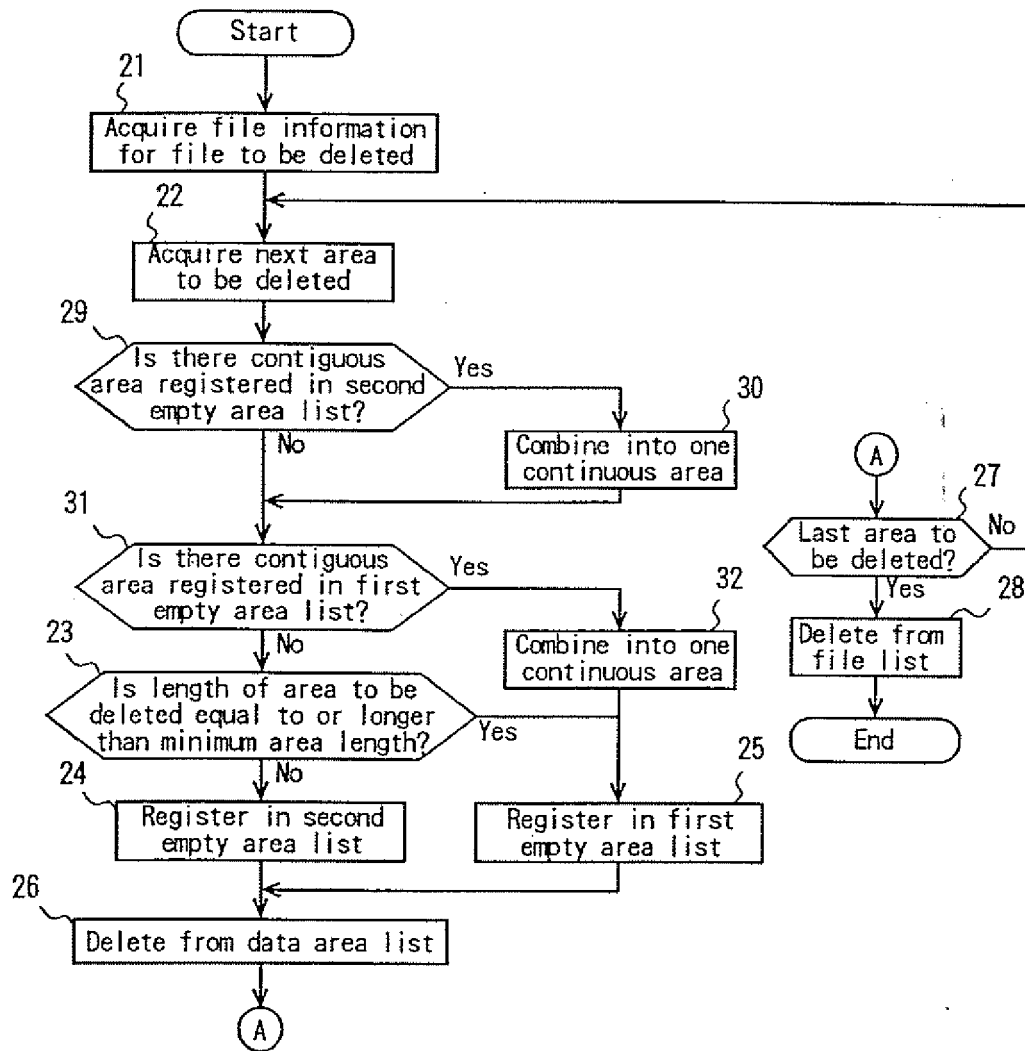 Start
21
Acquire file information
for file to be deleted
22
Acquire next area
to be deleted
29
Is there contiguous
area registered in second
empty area list?
Yes
No
30
Combine into one
continuous area
31
Is there contiguous
area registered in first
empty area list?
Yes
No
32
Combine into one
continuous area
23
Is length of area to be
deleted equal to or longer
than minimum area length?
Yes
No
24
Register in second
empty area list
25
Register in first
empty area list
26
Delete from data area list
A
A
27
Last area to
be deleted?
No
Yes
28
Delete from
file list
End